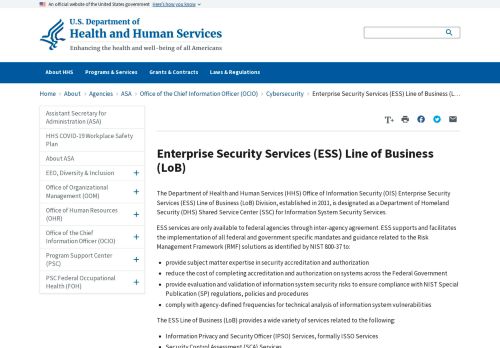 An official website of the United States government Here's how you know
U.S. Department of
Health and Human Services
Enhancing the health and well-being of all Americans
About HHS Programs & Services Grants & Contracts Laws & Regulations
Home > About > Agencies > ASA > Office of the Chief Information Officer (OCIO) > Cybersecurity > Enterprise Security Services (ESS) Line of Business (L…
Assistant Secretary for
Administration (ASA)
HHS COVID-19 Workplace Safety
Plan
About ASA
EEO, Diversity & Inclusion +
Office of Organizational
Management (OOM) +
Office of Human Resources
(OHR) +
Office of the Chief
Information Officer (OCIO) +
Program Support Center
(PSC) +
PSC Federal Occupational
Health (FOH) +
T+
Enterprise Security Services (ESS) Line of Business
(LoB)
The Department of Health and Human Services (HHS) Office of Information Security (OIS) Enterprise Security
Services (ESS) Line of Business (LoB) Division, established in 2011, is designated as a Department of Homeland
Security (DHS) Shared Service Center (SSC) for Information System Security Services.
ESS services are only available to federal agencies through inter-agency agreement. ESS supports and facilitates
the implementation of all federal and government specific mandates and guidance related to the Risk
Management Framework (RMF) solutions as identified by NIST 800-37 to:
• provide subject matter expertise in security accreditation and authorization
• reduce the cost of completing accreditation and authorization on systems across the Federal Government
• provide evaluation and validation of information system security risks to ensure compliance with NIST Special
Publication (SP) regulations, policies and procedures
• comply with agency-defined frequencies for technical analysis of information system vulnerabilities
The ESS Line of Business (LoB) provides a wide variety of services related to the following:
• Information Privacy and Security Officer (IPSO) Services, formally ISSO Services
• Security Control Assessment (SCA) Services